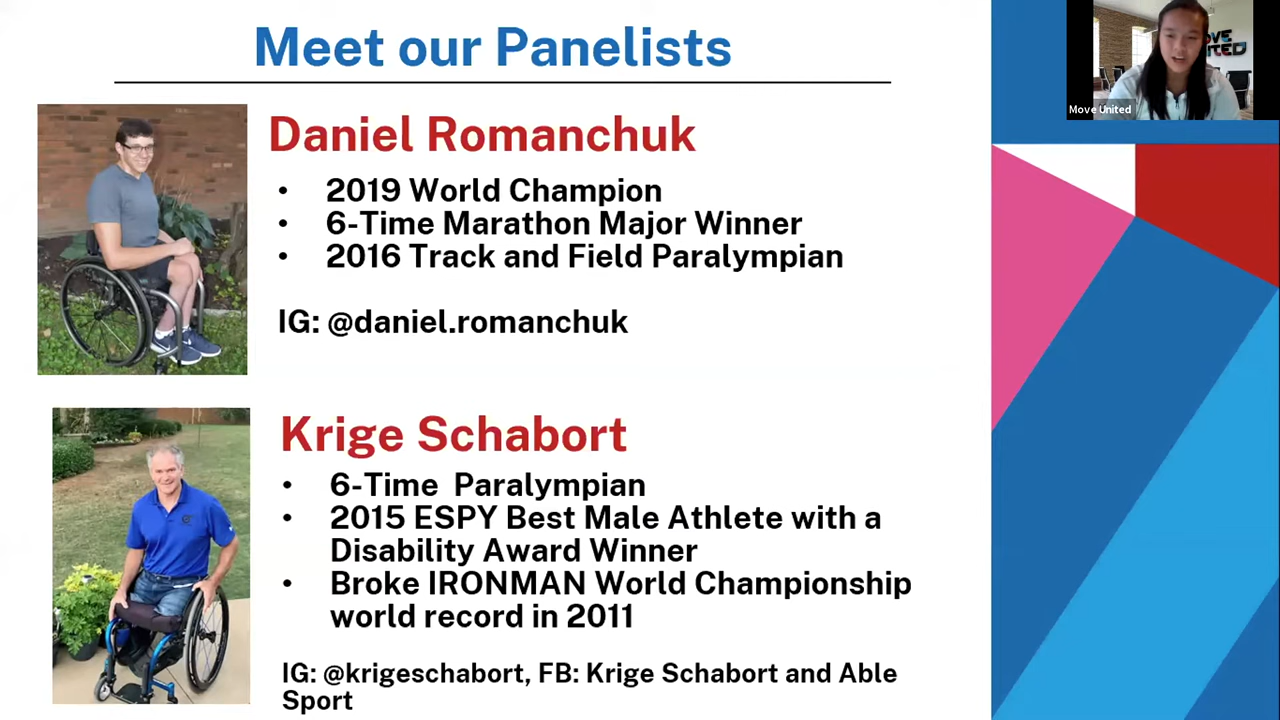 Meet our Panelists
Daniel Romanchuk
• 2019 World Champion
• 6-Time Marathon Major Winner
• 2016 Track and Field Paralympian
IG: @daniel.romanchuk
Krige Schabort
• 6-Time Paralympian
• 2015 ESPY Best Male Athlete with a
Disability Award Winner
• Broke IRONMAN World Championship
world record in 2011
IG: @krigeschabort, FB: Krige Schabort and Able
Sport
Move United